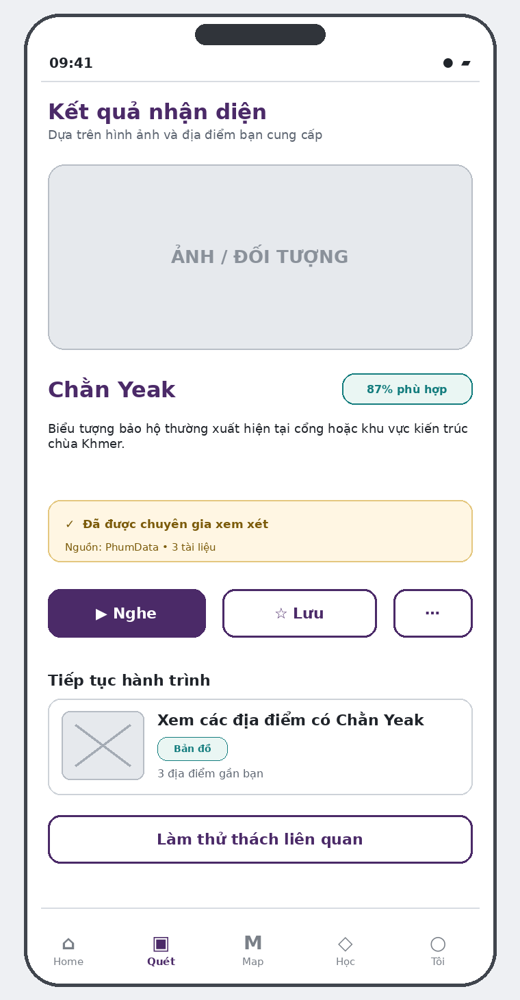 09:41
Kết quả nhận diện
Dựa trên hình ảnh và địa điểm bạn cung cấp
ẢNH / ĐỐI TƯỢNG
Chằn Yeak
87% phù hợp
Biểu tượng bảo hộ thường xuất hiện tại cổng hoặc khu vực kiến trúc
chùa Khmer.
✓ Đã được chuyên gia xem xét
Nguồn: PhumData • 3 tài liệu
▶ Nghe
☆ Lưu
···
Tiếp tục hành trình
Xem các địa điểm có Chằn Yeak
Bản đồ
3 địa điểm gần bạn
Làm thử thách liên quan
M
Home
Quét
Map
Học
Tôi